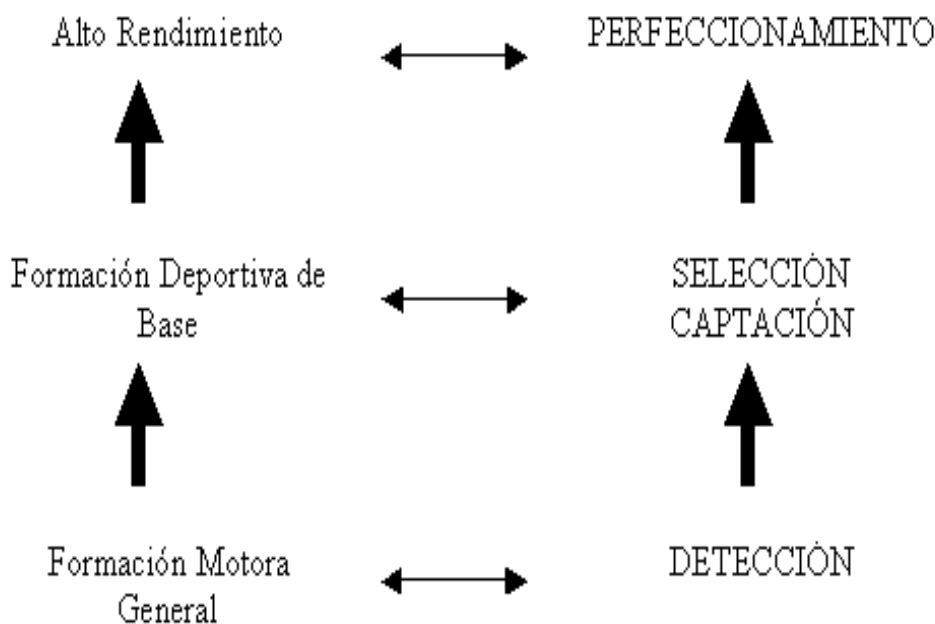 Alto Rendimiento
PERFECCIONAMIENTO
Formación Deportiva de
Base
SELECCIÓN
CAPTACIÓN
Formación Motora
General
DETECCIÓN